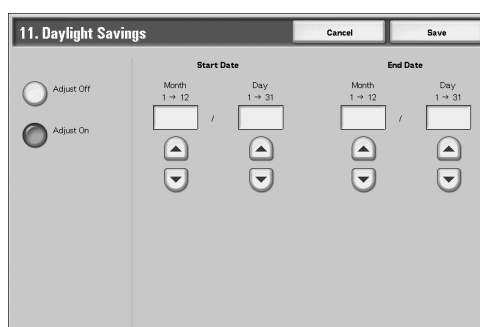 11. Daylight Savings
Cancel
Save
Start Date
End Date
Adjust Off
Adjust On
Month
1 → 12
/
Day
1 → 31
Month
1 → 12
/
Day
1 → 31